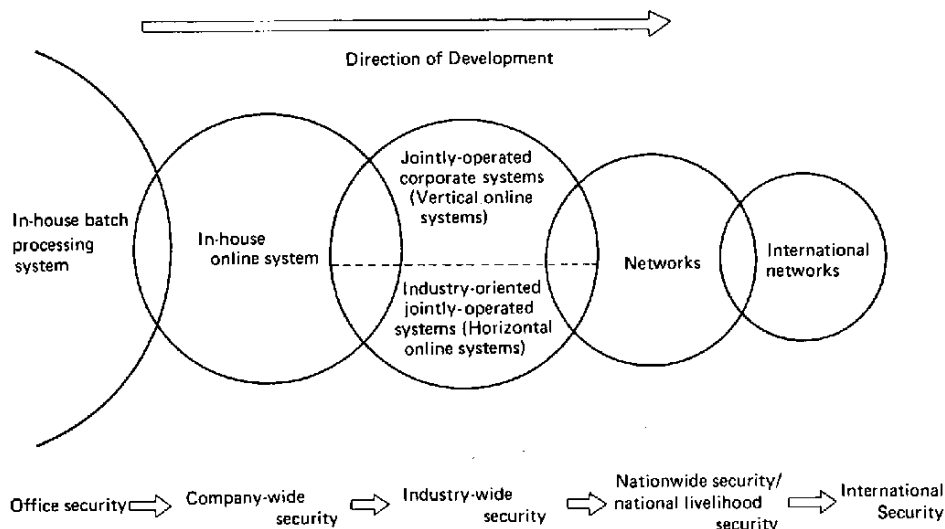 Direction of Development
In-house batch
processing
system
In-house
online system
Jointly-operated
corporate systems
(Vertical online
systems)
Industry-oriented
jointly-operated
systems (Horizontal
online systems)
Networks
International
networks
Office security
Company-wide
security
Industry-wide
security
Nationwide security/
national livelihood
security
International
Security